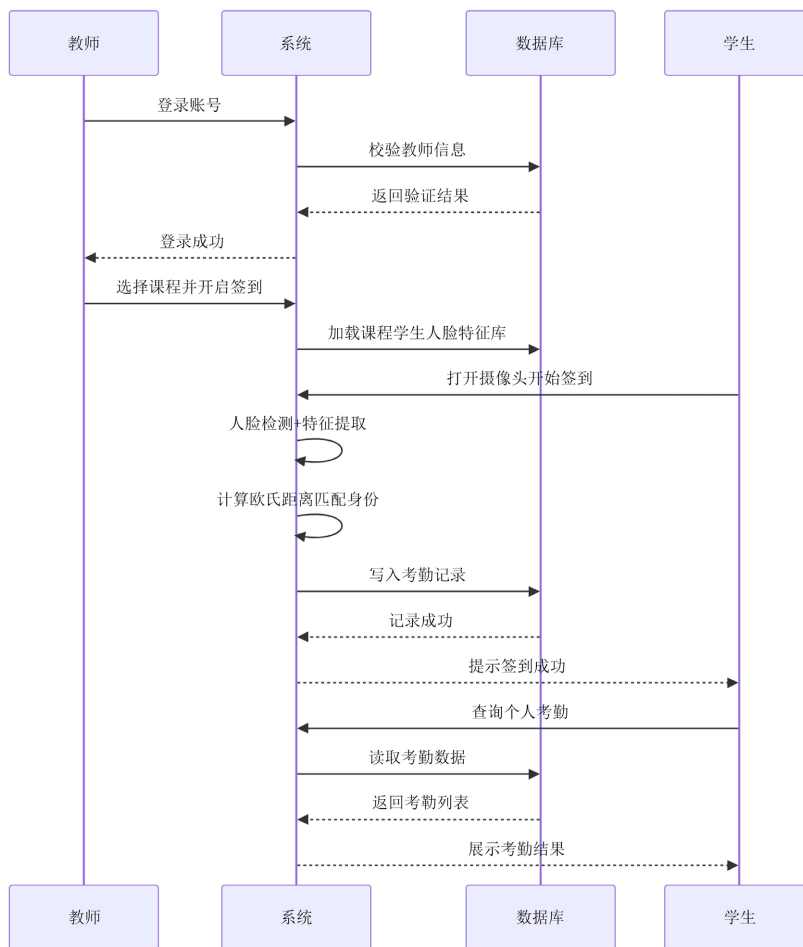 教师
系统
数据库
学生
登录账号
校验教师信息
返回验证结果
登录成功
选择课程并开启签到
加载课程学生人脸特征库
打开摄像头开始签到
人脸检测+特征提取
计算欧氏距离匹配身份
写入考勤记录
记录成功
提示签到成功
查询个人考勤
读取考勤数据
返回考勤列表
展示考勤结果
教师
系统
数据库
学生